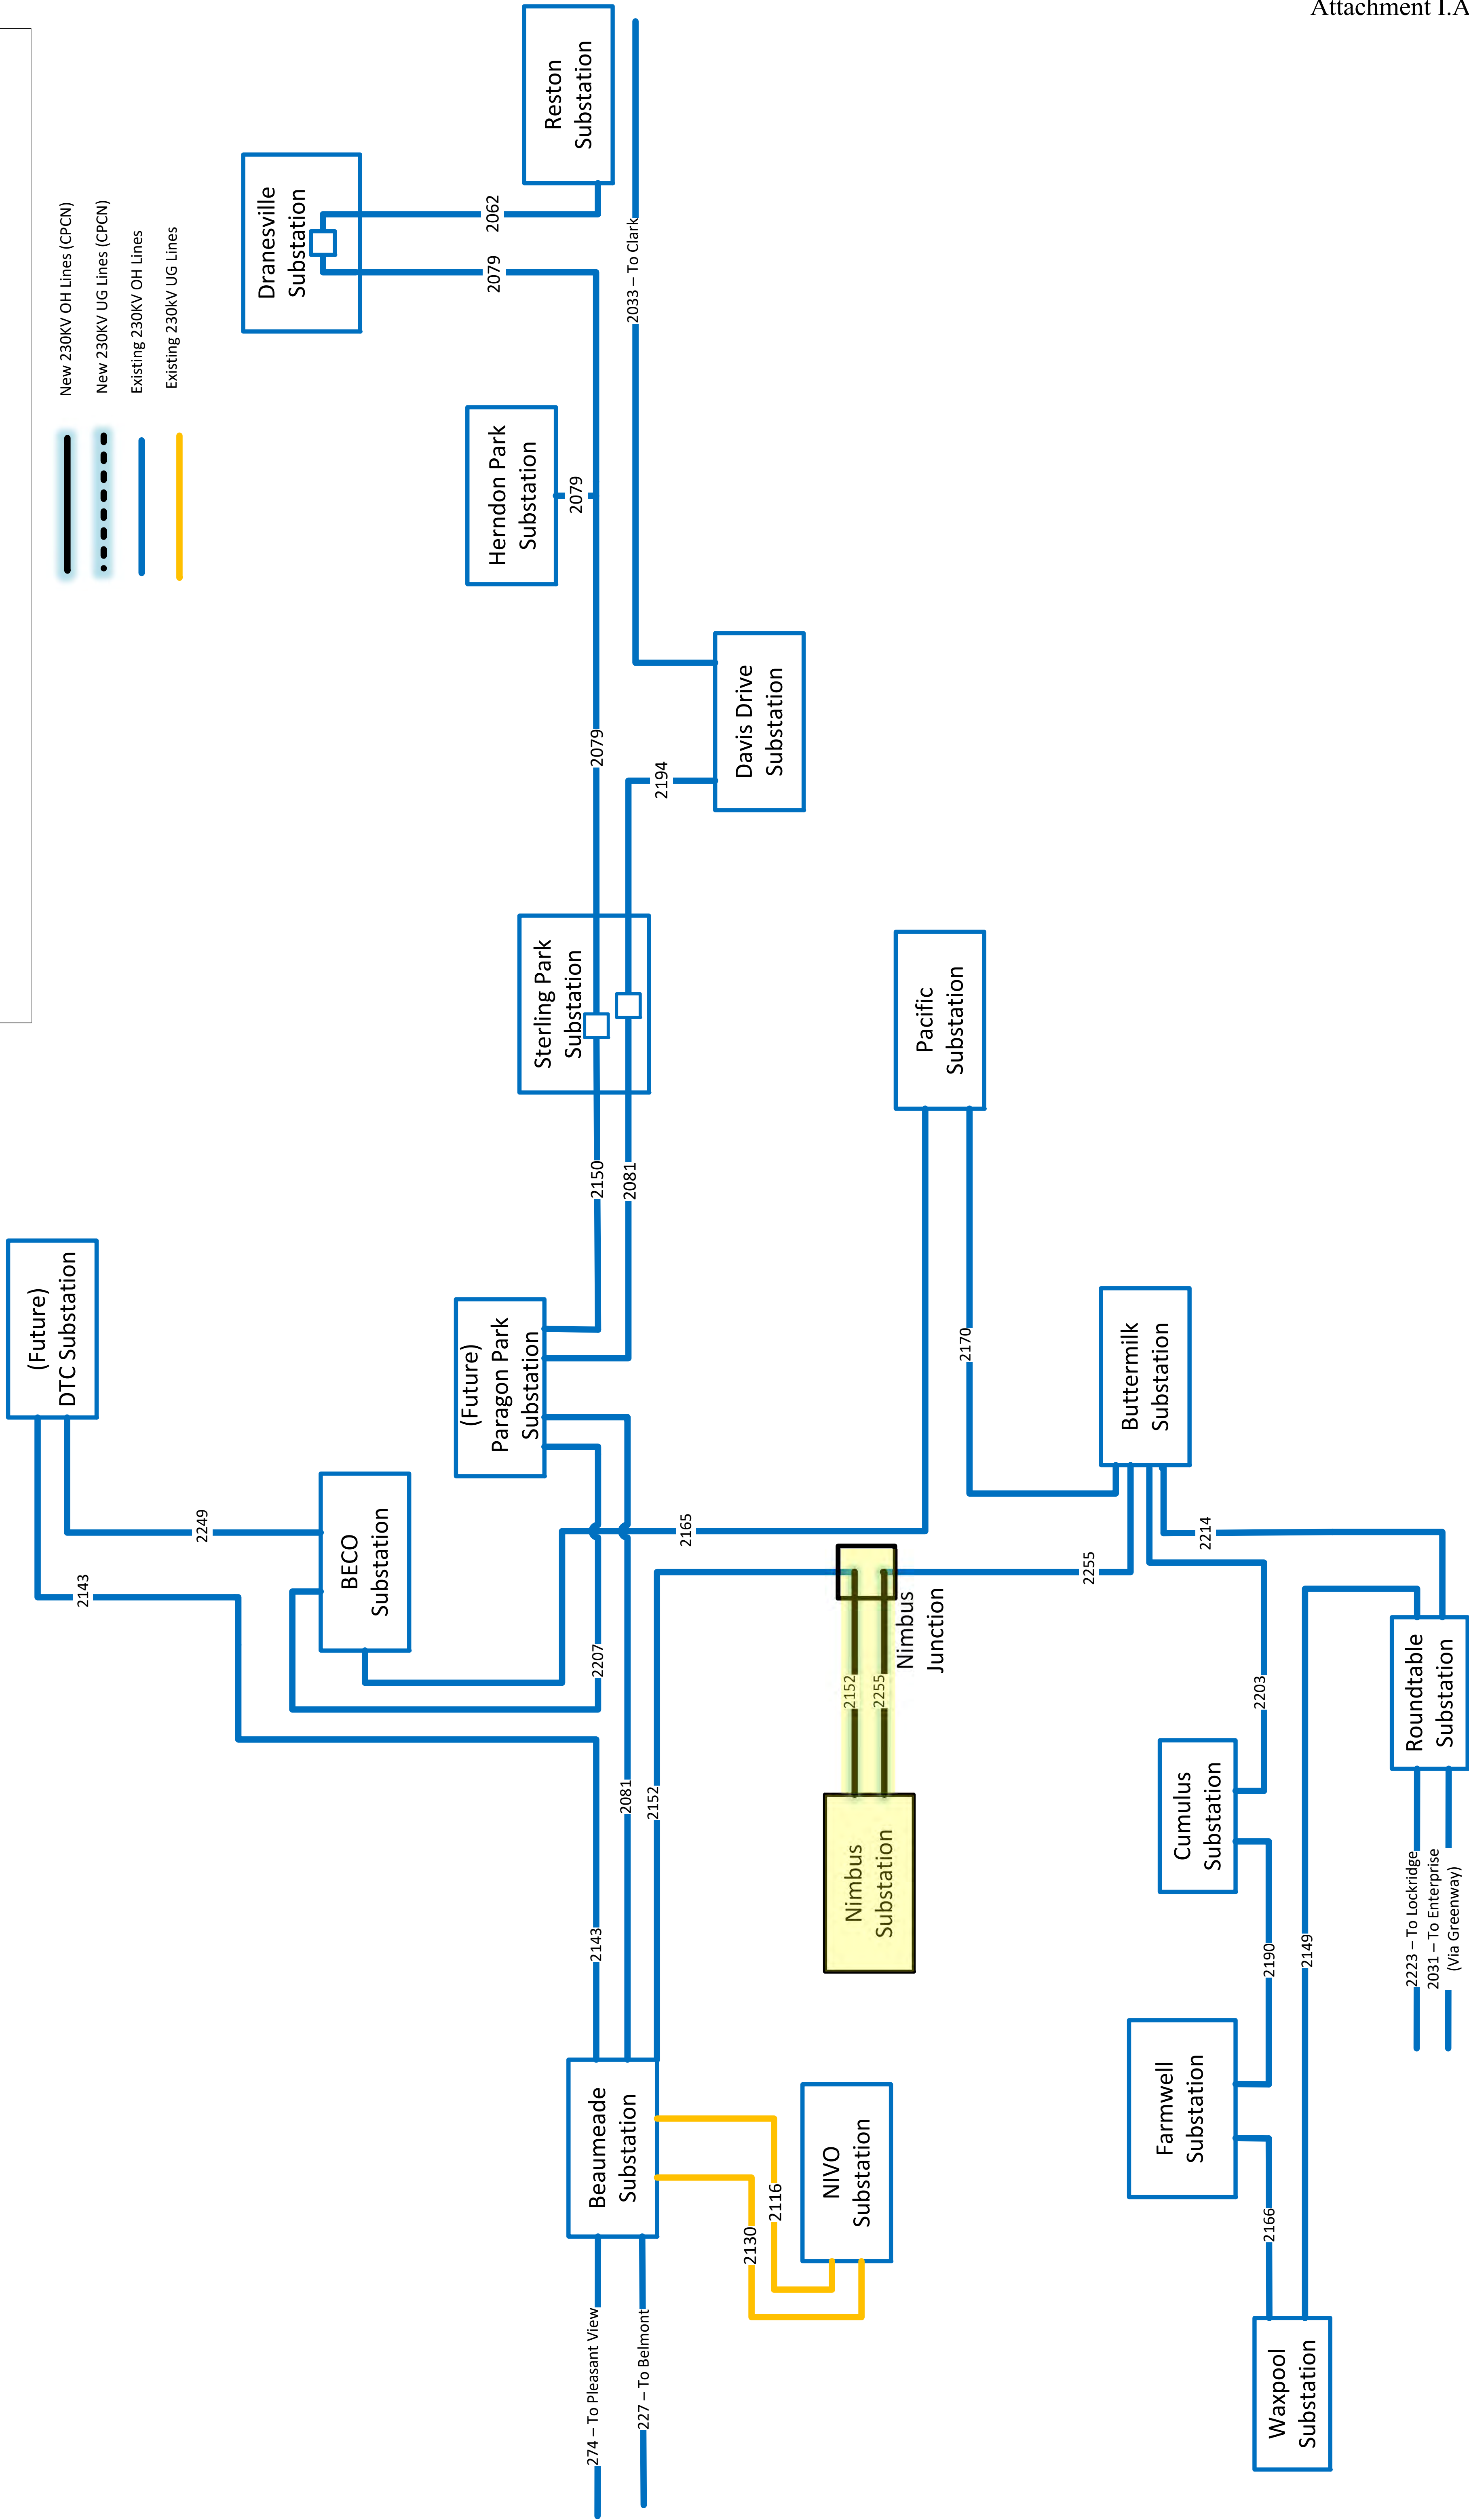 Attachment I.A
New 230KV OH Lines (CPCN)
New 230KV UG Lines (CPCN)
Existing 230KV OH Lines
Existing 230kV UG Lines
274 – To Pleasant View
227 – To Belmont
Beaumeade
Substation
2130
2116
NIVO
Substation
2143
2081
2152
2143
2249
(Future)
DTC Substation
BECO
Substation
2207
2165
(Future)
Paragon Park
Substation
2150
2081
Sterling Park
Substation
2079
2194
Davis Drive
Substation
Herndon Park
Substation
2079
Dranesville
Substation
2079
2062
Reston
Substation
2033 – To Clark
Nimbus
Substation
2152
2255
Nimbus
Junction
2255
Pacific
Substation
2170
Buttermilk
Substation
2214
2203
Cumulus
Substation
2190
Farmwell
Substation
2166
2149
Waxpool
Substation
Roundtable
Substation
2223 – To Lockridge
2031 – To Enterprise
(Via Greenway)